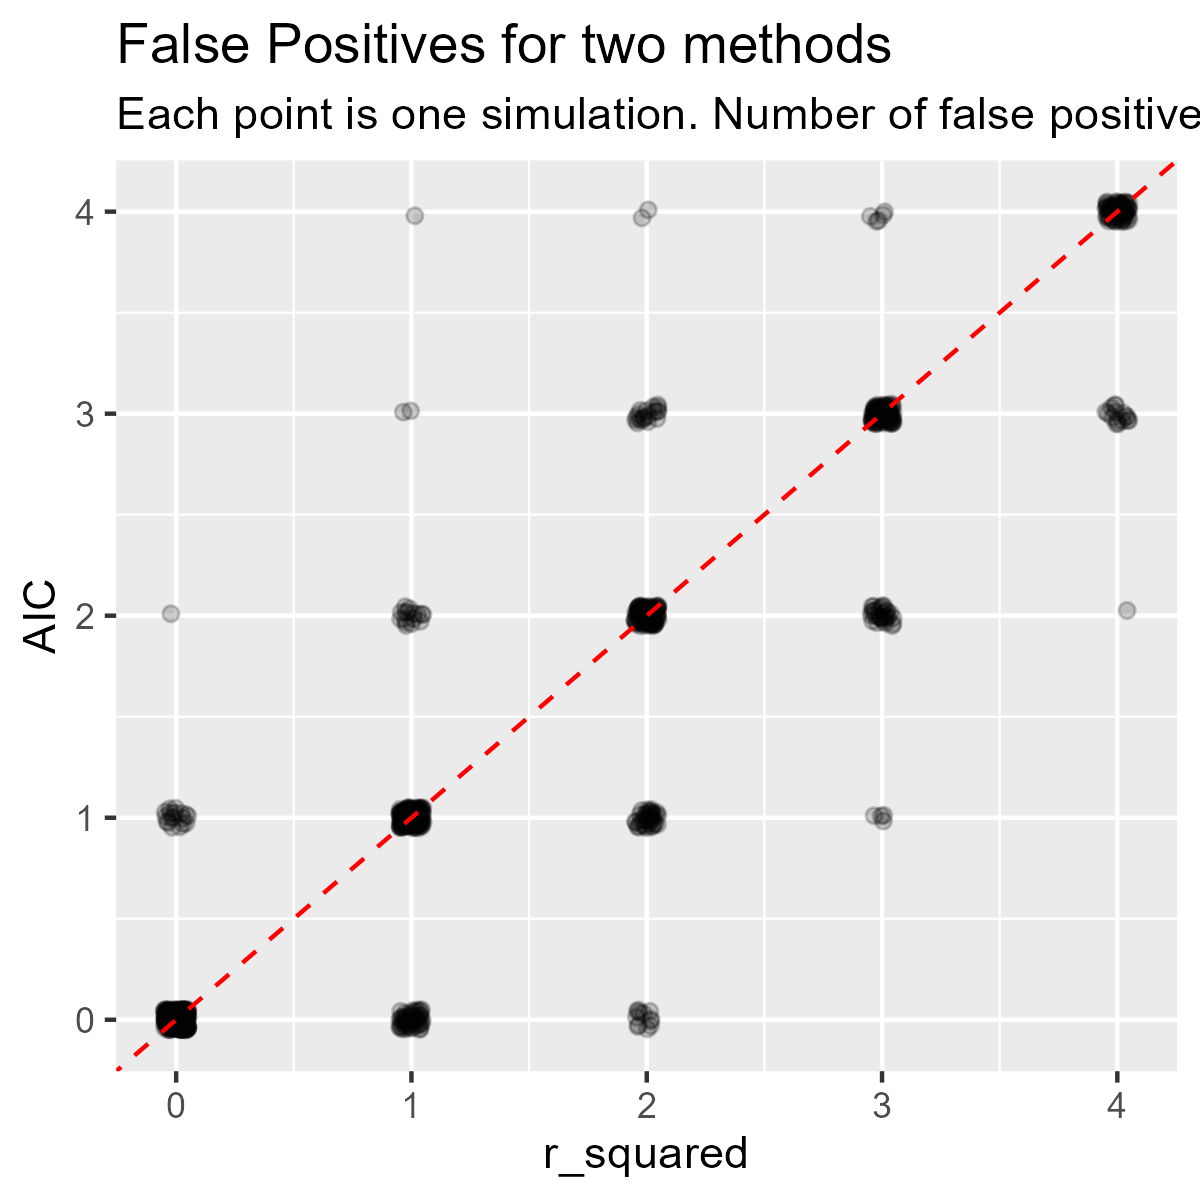 False Positives for two methods
Each point is one simulation. Number of false positive
4
3
2
1
0
AIC
0 1 2 3 4
r_squared